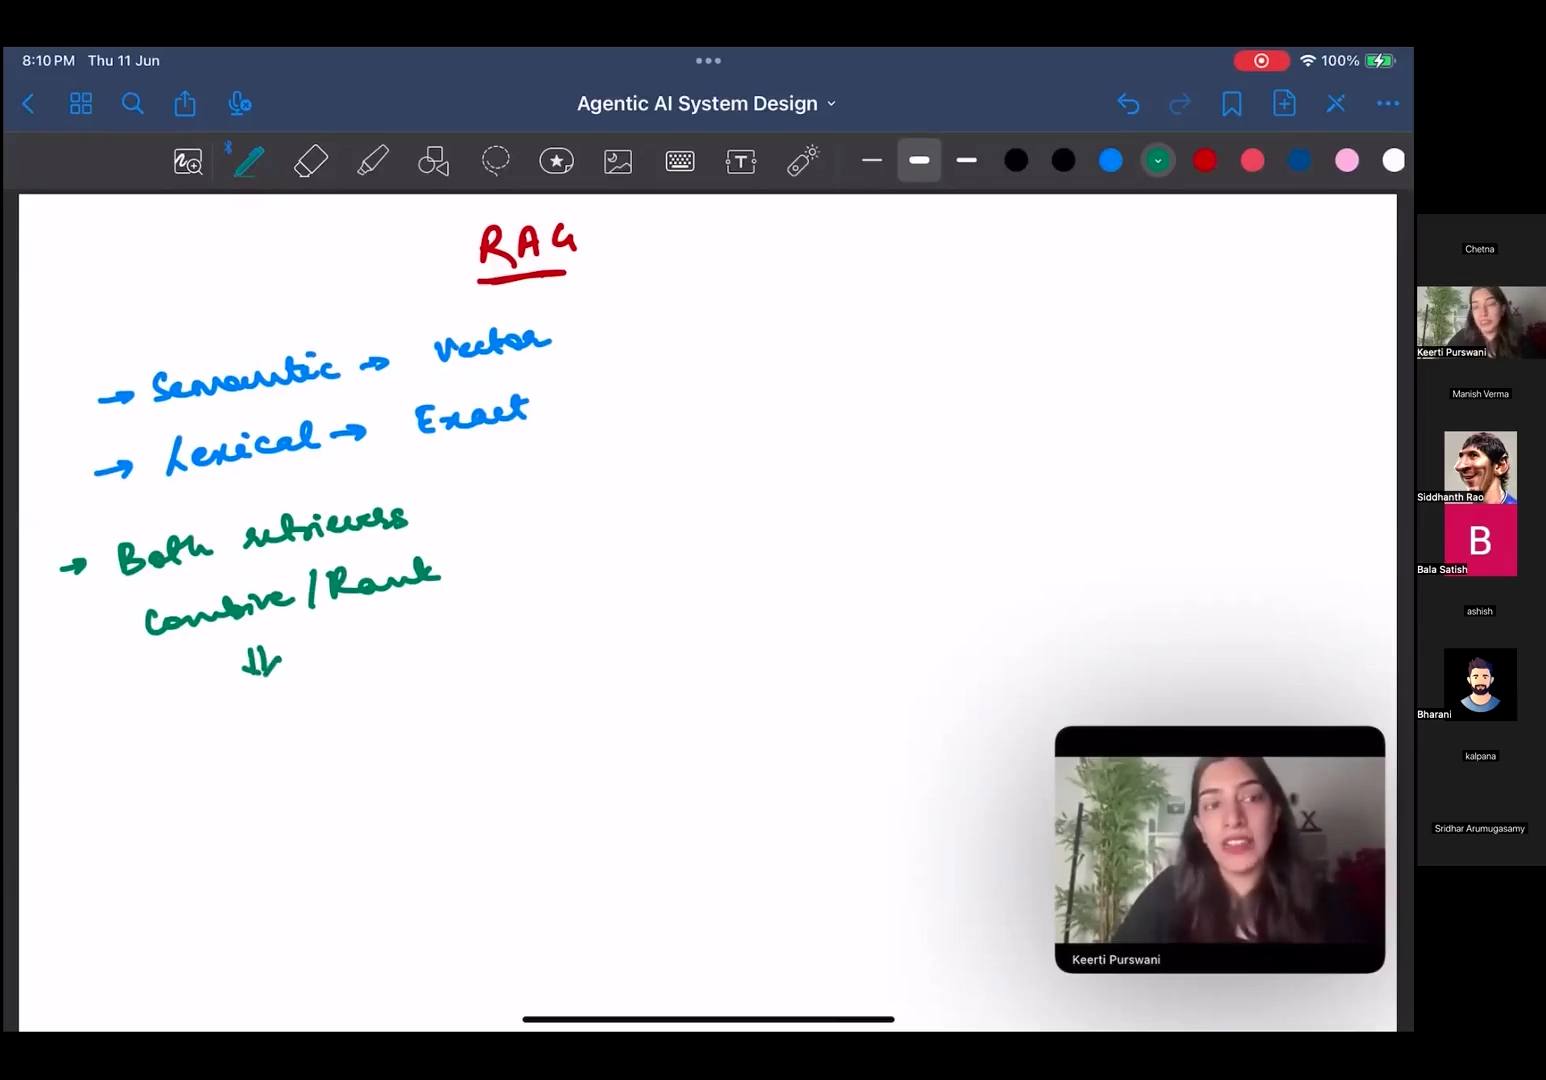 8:10 PM Thu 11 Jun
100%
Agentic AI System Design
T
RAG
→ Semantic → Vector
→ Lexical → Exact
→ Both retrievers
Combine / Rank
⇓
Keerti Purswani
Chetna
Keerti Purswani
Manish Verma
Siddhanth Rao
B
Bala Satish
ashish
Bharani
kalpana
Sridhar Arumugasamy